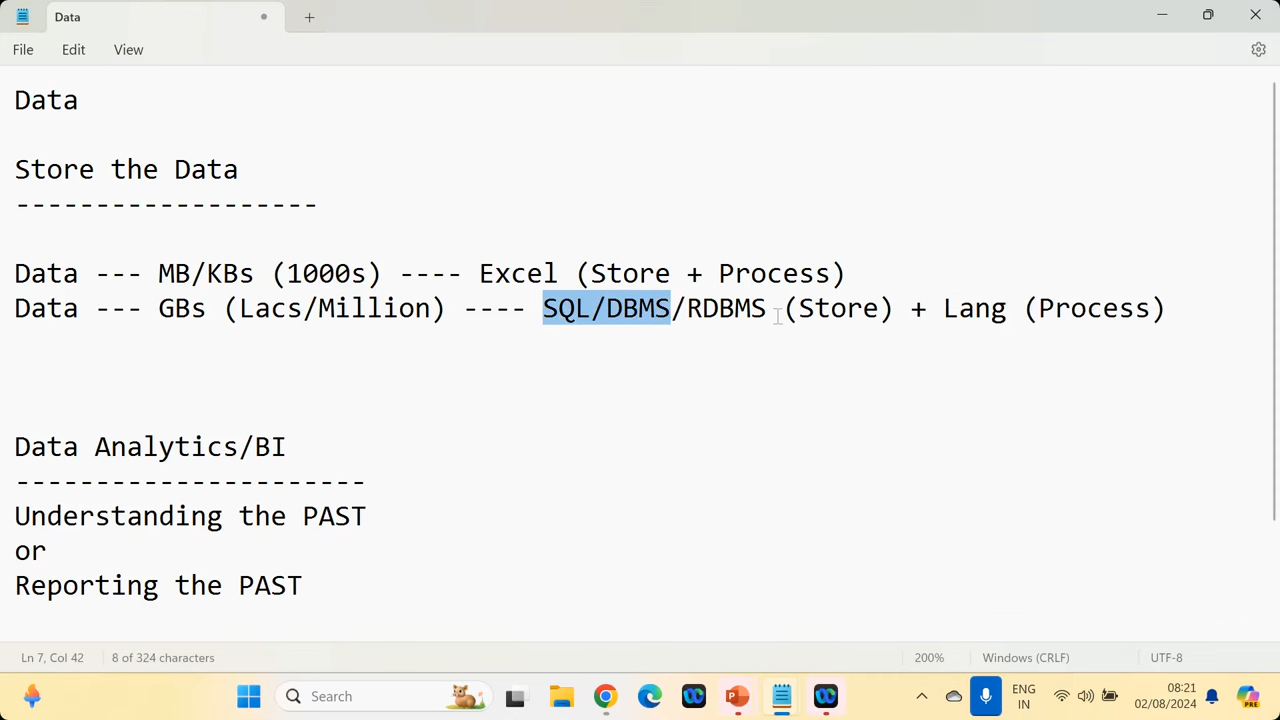 Data
File Edit View
Data
Store the Data
-------------------
Data --- MB/KBs (1000s) ---- Excel (Store + Process)
Data --- GBs (Lacs/Million) ---- SQL/DBMS/RDBMS (Store) + Lang (Process)
Data Analytics/BI
----------------------
Understanding the PAST
or
Reporting the PAST
Ln 7, Col 42 8 of 324 characters 200% Windows (CRLF) UTF-8
Search
ENG
IN
08:21
02/08/2024
PRE